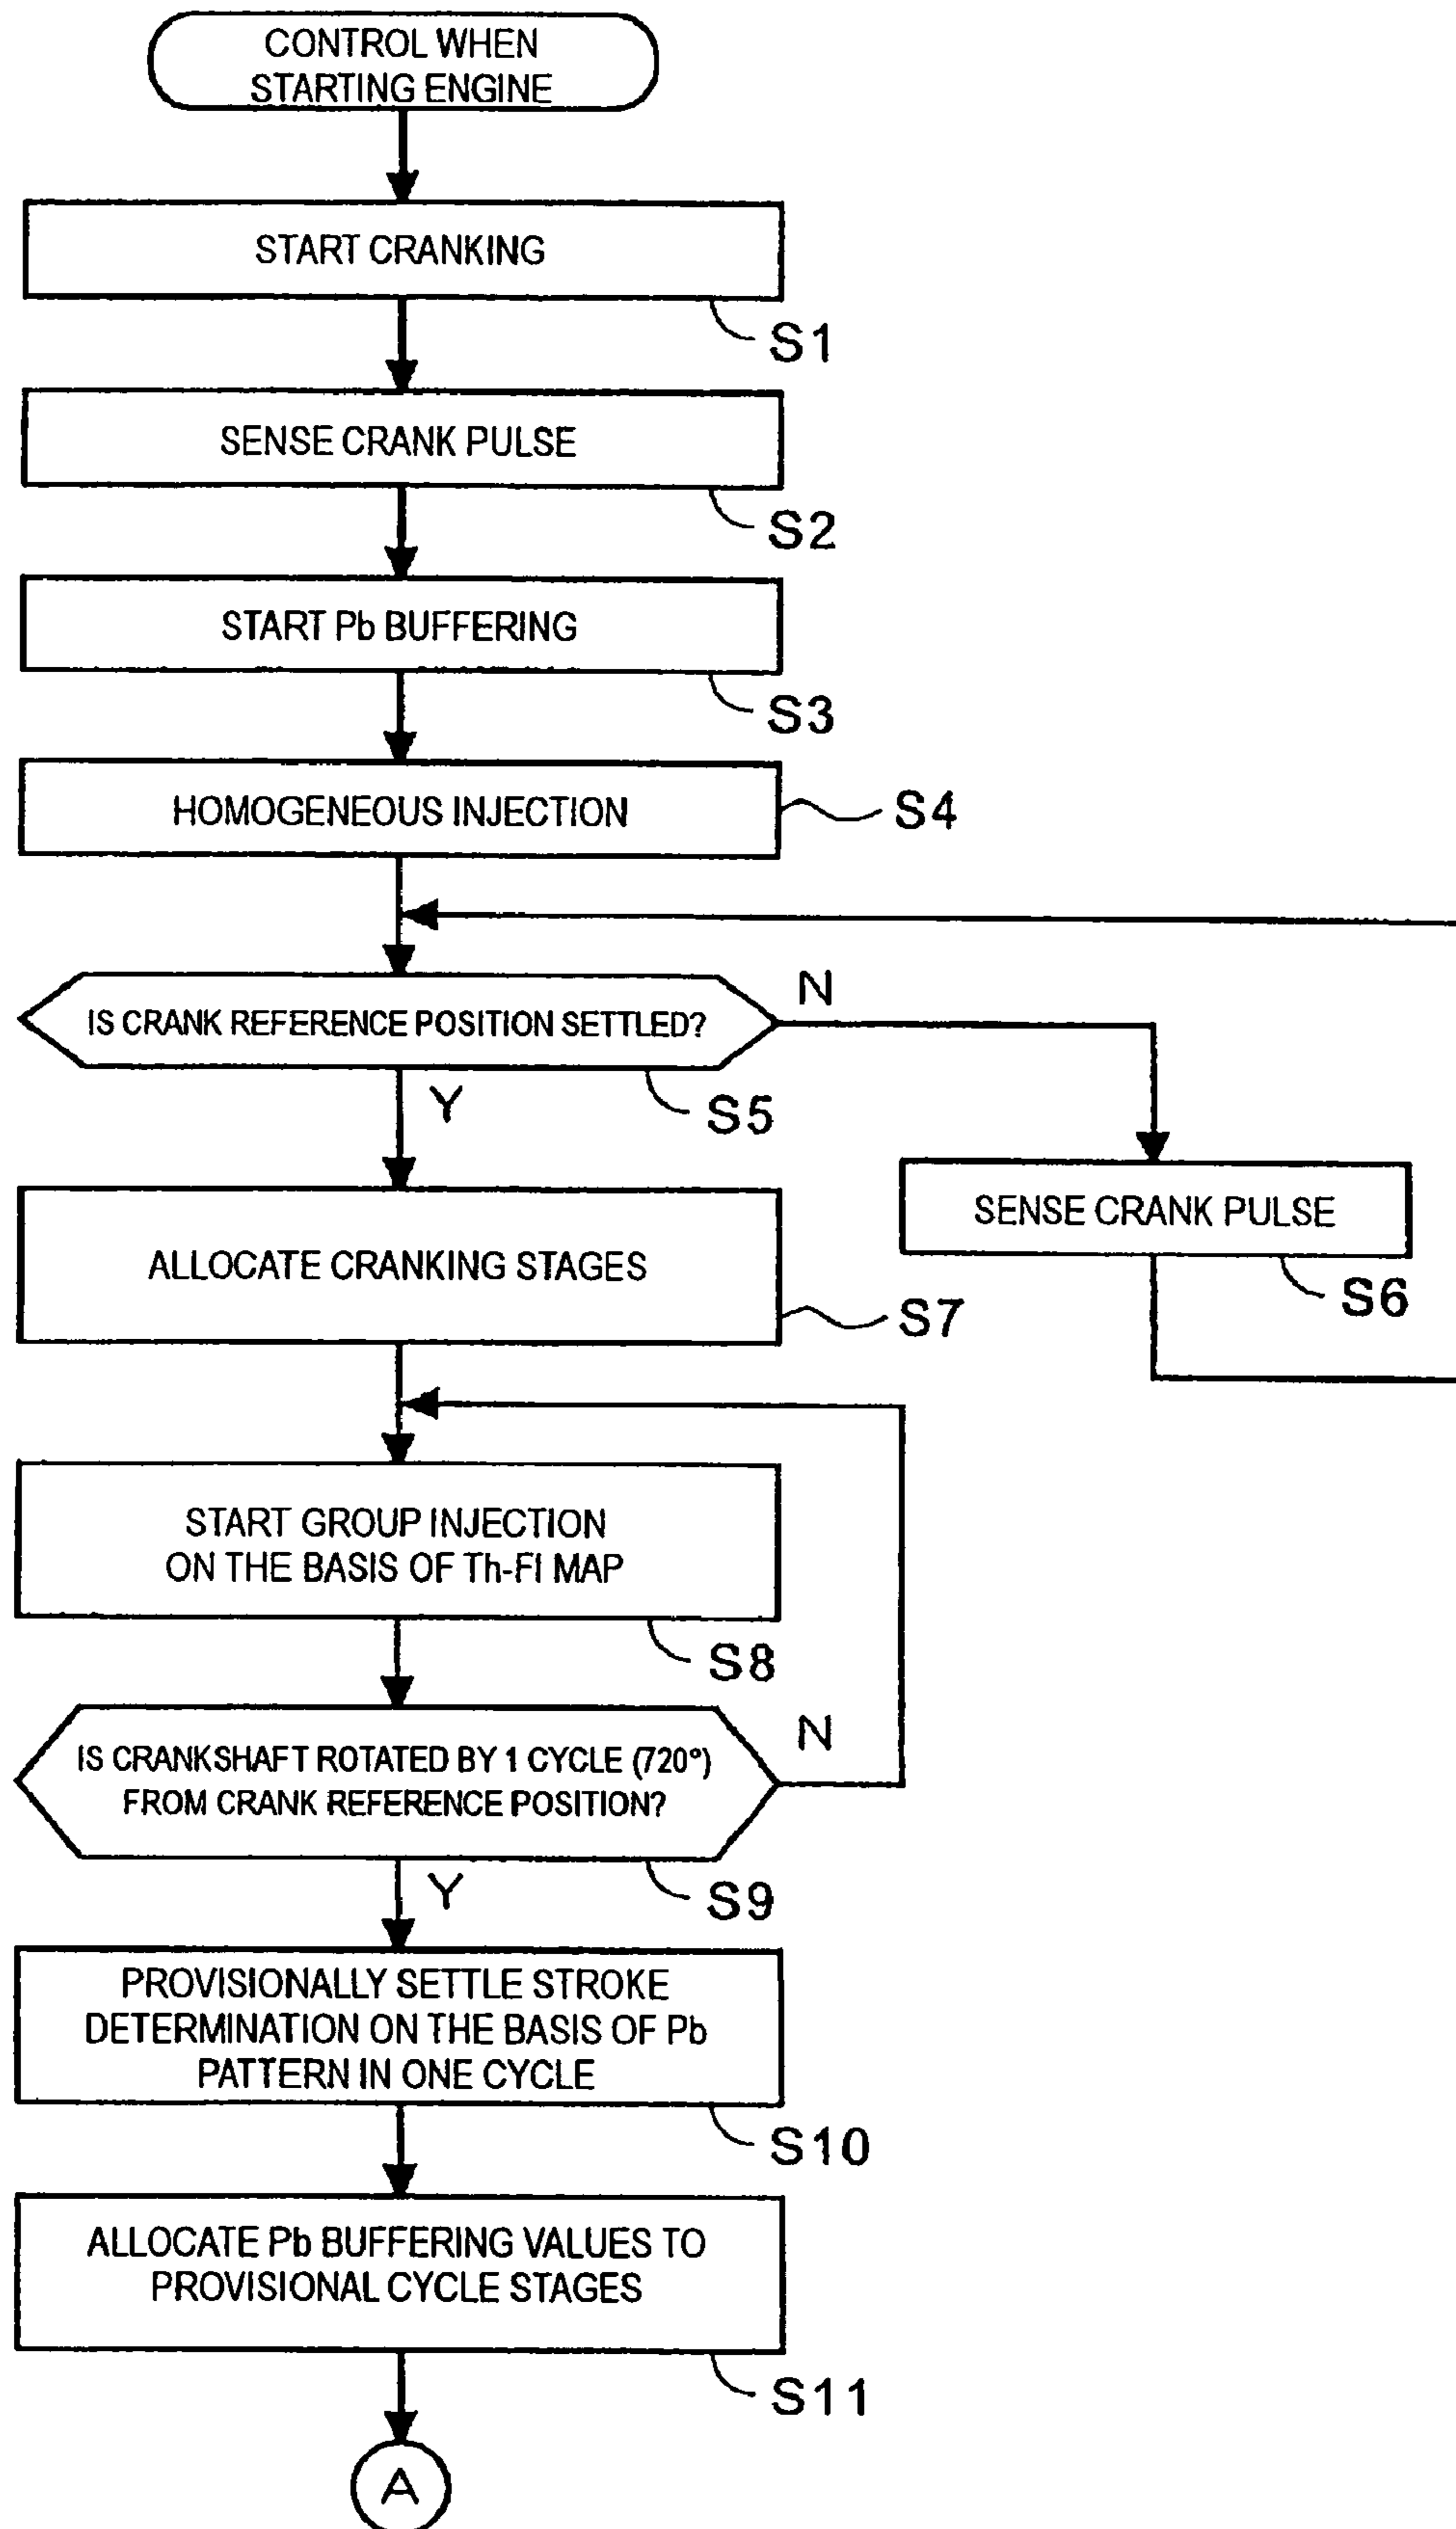 CONTROL WHEN
STARTING ENGINE
START CRANKING
S1
SENSE CRANK PULSE
S2
START Pb BUFFERING
S3
HOMOGENEOUS INJECTION
S4
IS CRANK REFERENCE POSITION SETTLED?
N
Y
S5
SENSE CRANK PULSE
S6
ALLOCATE CRANKING STAGES
S7
START GROUP INJECTION
ON THE BASIS OF Th-FI MAP
S8
IS CRANKSHAFT ROTATED BY 1 CYCLE (720°)
FROM CRANK REFERENCE POSITION?
N
Y
S9
PROVISIONALLY SETTLE STROKE
DETERMINATION ON THE BASIS OF Pb
PATTERN IN ONE CYCLE
S10
ALLOCATE Pb BUFFERING VALUES TO
PROVISIONAL CYCLE STAGES
S11
A